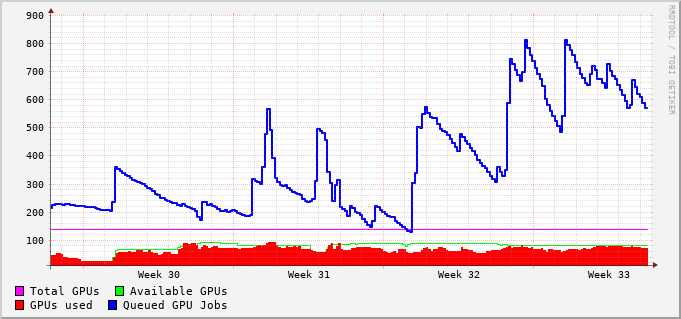 900
800
700
600
500
400
300
200
100
Week 30 Week 31 Week 32 Week 33
Total GPUs Available GPUs
GPUs used Queued GPU Jobs
RRDTOOL / TOBI OETIKER